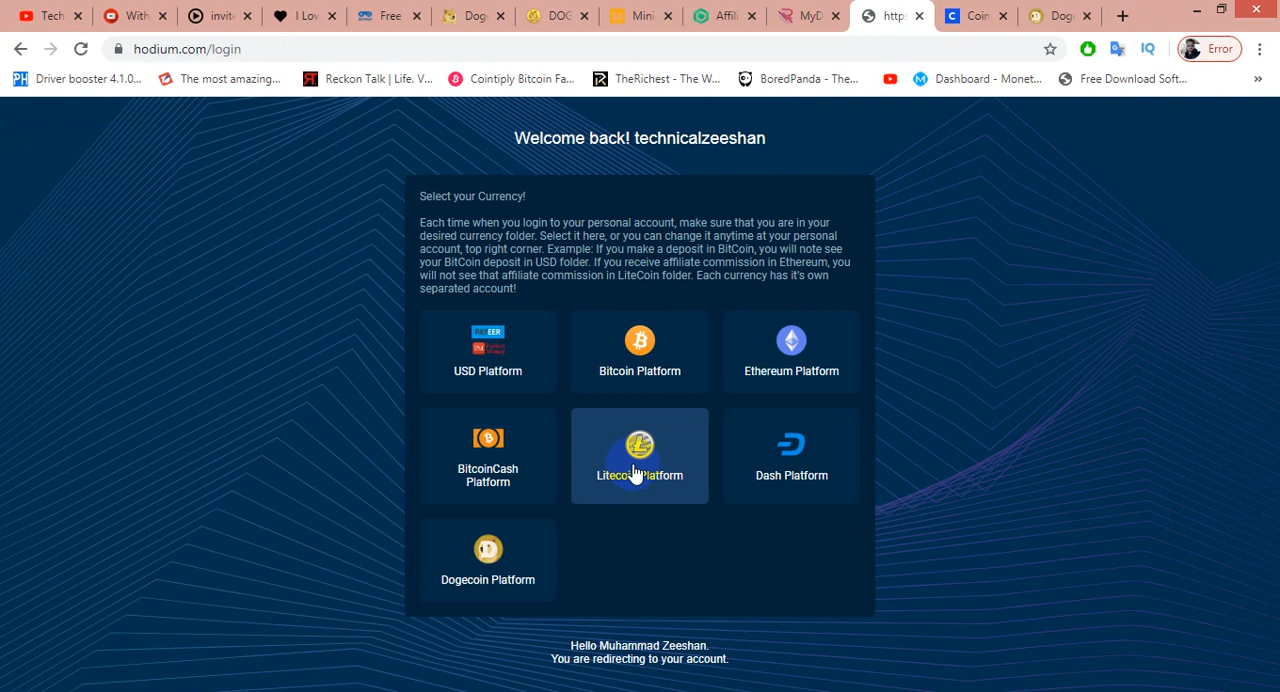 Tech
With
invit
I Lov
Free
Dog
DOG
Mini
Affili
MyD
http
Coin
Dog
hodium.com/login
IQ
Error
Driver booster 4.1.0...
The most amazing...
Reckon Talk | Life. V...
Cointiply Bitcoin Fa...
TheRichest - The W...
BoredPanda - The...
Dashboard - Monet...
Free Download Soft...
»
Welcome back! technicalzeeshan
Select your Currency!
Each time when you login to your personal account, make sure that you are in your
desired currency folder. Select it here, or you can change it anytime at your personal
account, top right corner. Example: If you make a deposit in BitCoin, you will note see
your BitCoin deposit in USD folder. If you receive affiliate commission in Ethereum, you
will not see that affiliate commission in LiteCoin folder. Each currency has it's own
separated account!
USD Platform
Bitcoin Platform
Ethereum Platform
BitcoinCash
Platform
Litecoin Platform
Dash Platform
Dogecoin Platform
Hello Muhammad Zeeshan.
You are redirecting to your account.